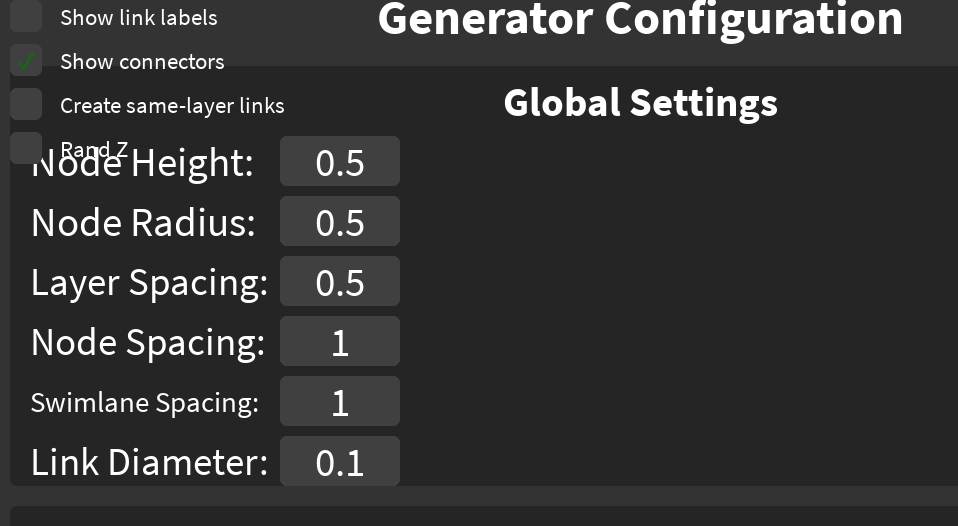 Show link labels
Generator Configuration
Show connectors
Global Settings
Create same-layer links
Rand Z
Node Height: 0.5
Node Radius: 0.5
Layer Spacing: 0.5
Node Spacing: 1
Swimlane Spacing: 1
Link Diameter: 0.1